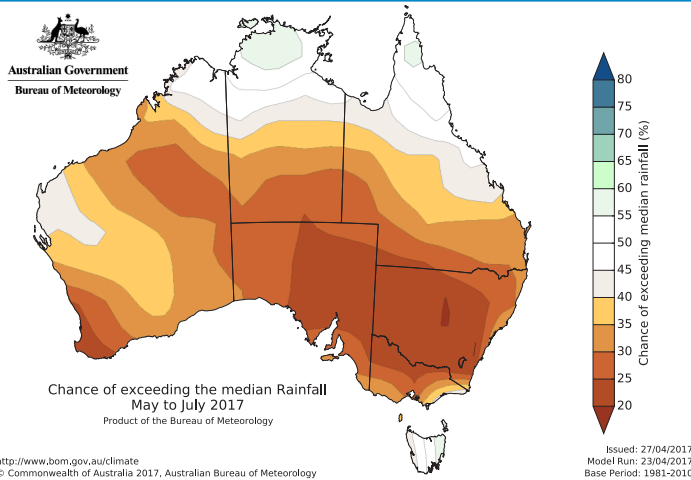 Australian Government
Bureau of Meteorology
80
75
70
65
60
55
50
45
40
35
30
25
20
Chance of exceeding median rainfall (%)
Chance of exceeding the median Rainfall
May to July 2017
Product of the Bureau of Meteorology
http://www.bom.gov.au/climate
© Commonwealth of Australia 2017, Australian Bureau of Meteorology
Issued: 27/04/2017
Model Run: 23/04/2017
Base Period: 1981-2010